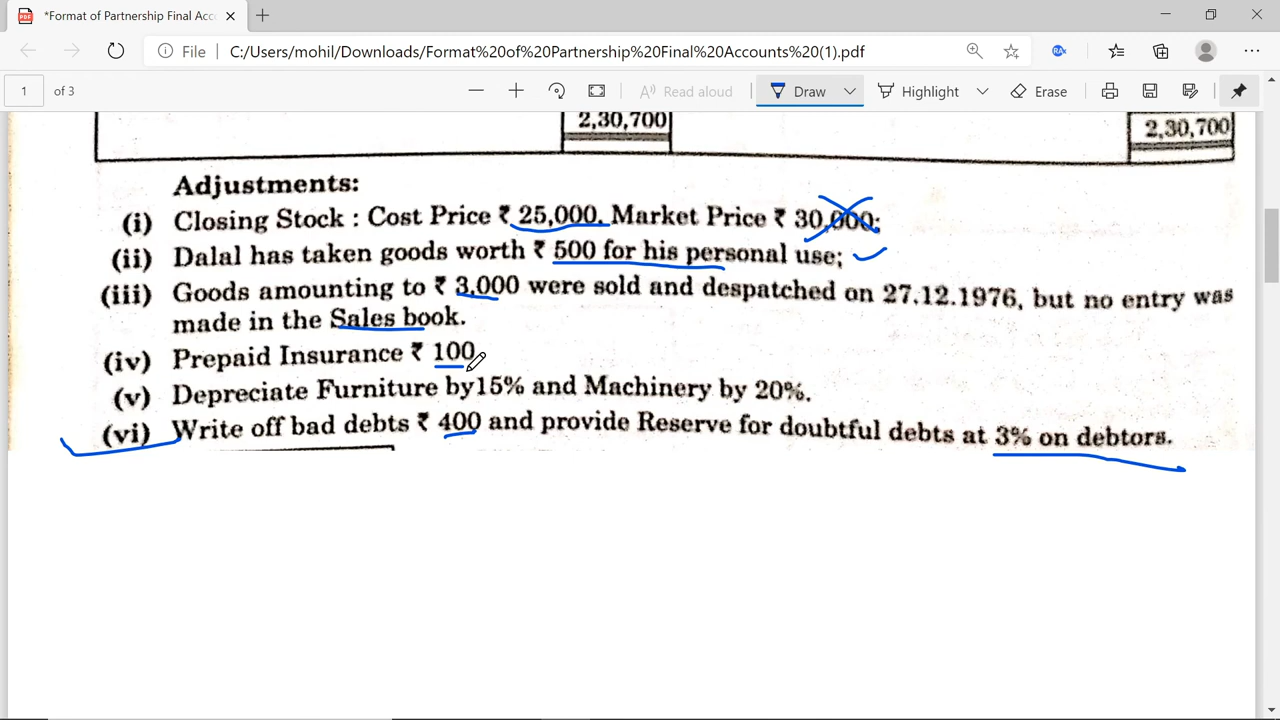 *Format of Partnership Final Acc
File C:/Users/mohil/Downloads/Format%20of%20Partnership%20Final%20Accounts%20(1).pdf
1 of 3 Read aloud Draw Highlight Erase
2,30,700 2,30,700
Adjustments:
(i) Closing Stock : Cost Price ₹ 25,000. Market Price ₹ 30,000;
(ii) Dalal has taken goods worth ₹ 500 for his personal use;
(iii) Goods amounting to ₹ 3,000 were sold and despatched on 27.12.1976, but no entry was
made in the Sales book.
(iv) Prepaid Insurance ₹ 100
(v) Depreciate Furniture by15% and Machinery by 20%.
(vi) Write off bad debts ₹ 400 and provide Reserve for doubtful debts at 3% on debtors.